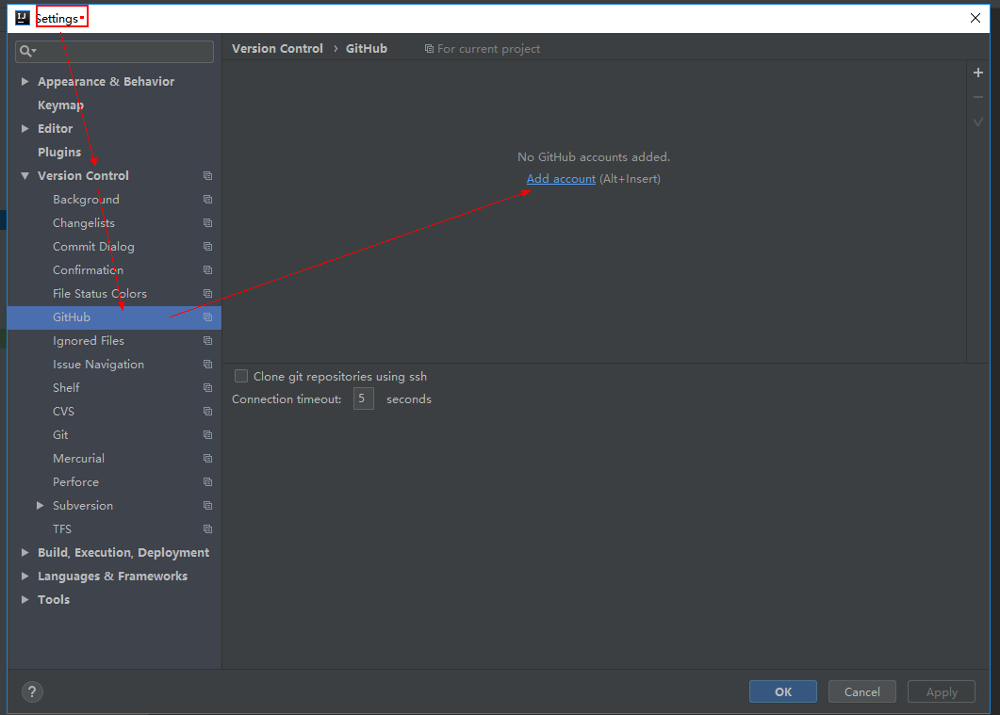 IJ Settings
Version Control › GitHub For current project
Appearance & Behavior
Keymap
Editor
Plugins
Version Control
Background
Changelists
Commit Dialog
Confirmation
File Status Colors
GitHub
Ignored Files
Issue Navigation
Shelf
CVS
Git
Mercurial
Perforce
Subversion
TFS
Build, Execution, Deployment
Languages & Frameworks
Tools
No GitHub accounts added.
Add account (Alt+Insert)
Clone git repositories using ssh
Connection timeout: 5 seconds
?
OK Cancel Apply